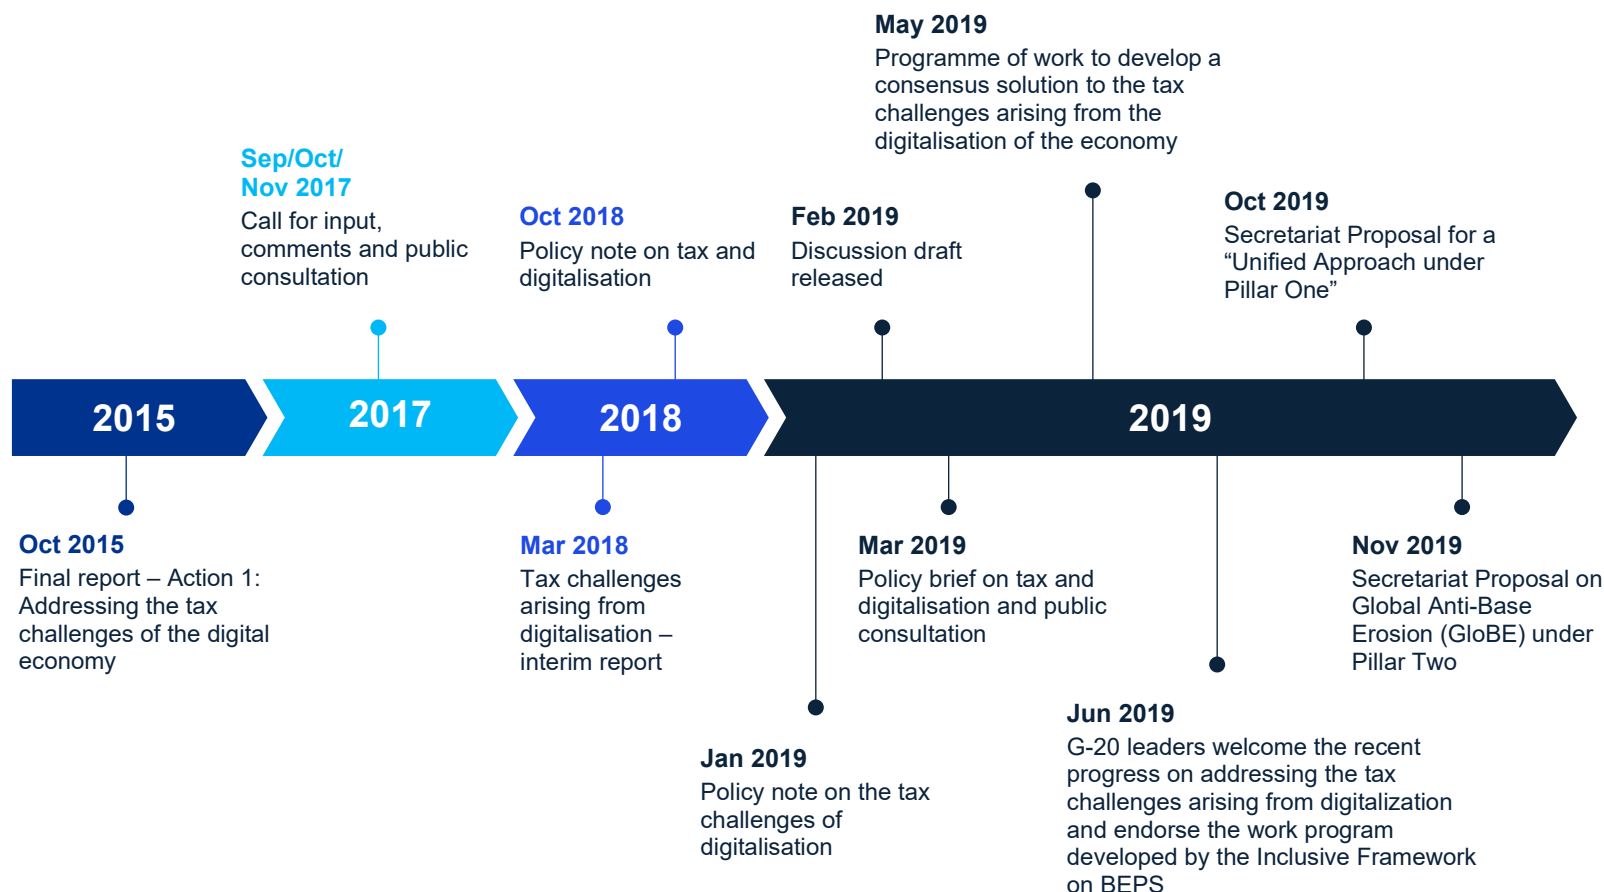 May 2019
Programme of work to develop a
consensus solution to the tax
challenges arising from the
digitalisation of the economy
Sep/Oct/
Nov 2017
Call for input,
comments and public
consultation
Oct 2018
Policy note on tax and
digitalisation
Feb 2019
Discussion draft
released
Oct 2019
Secretariat Proposal for a
“Unified Approach under
Pillar One”
2015
2017
2018
2019
Oct 2015
Final report – Action 1:
Addressing the tax
challenges of the digital
economy
Mar 2018
Tax challenges
arising from
digitalisation –
interim report
Jan 2019
Policy note on the tax
challenges of
digitalisation
Mar 2019
Policy brief on tax and
digitalisation and public
consultation
Jun 2019
G-20 leaders welcome the recent
progress on addressing the tax
challenges arising from digitalization
and endorse the work program
developed by the Inclusive Framework
on BEPS
Nov 2019
Secretariat Proposal on
Global Anti-Base
Erosion (GloBE) under
Pillar Two